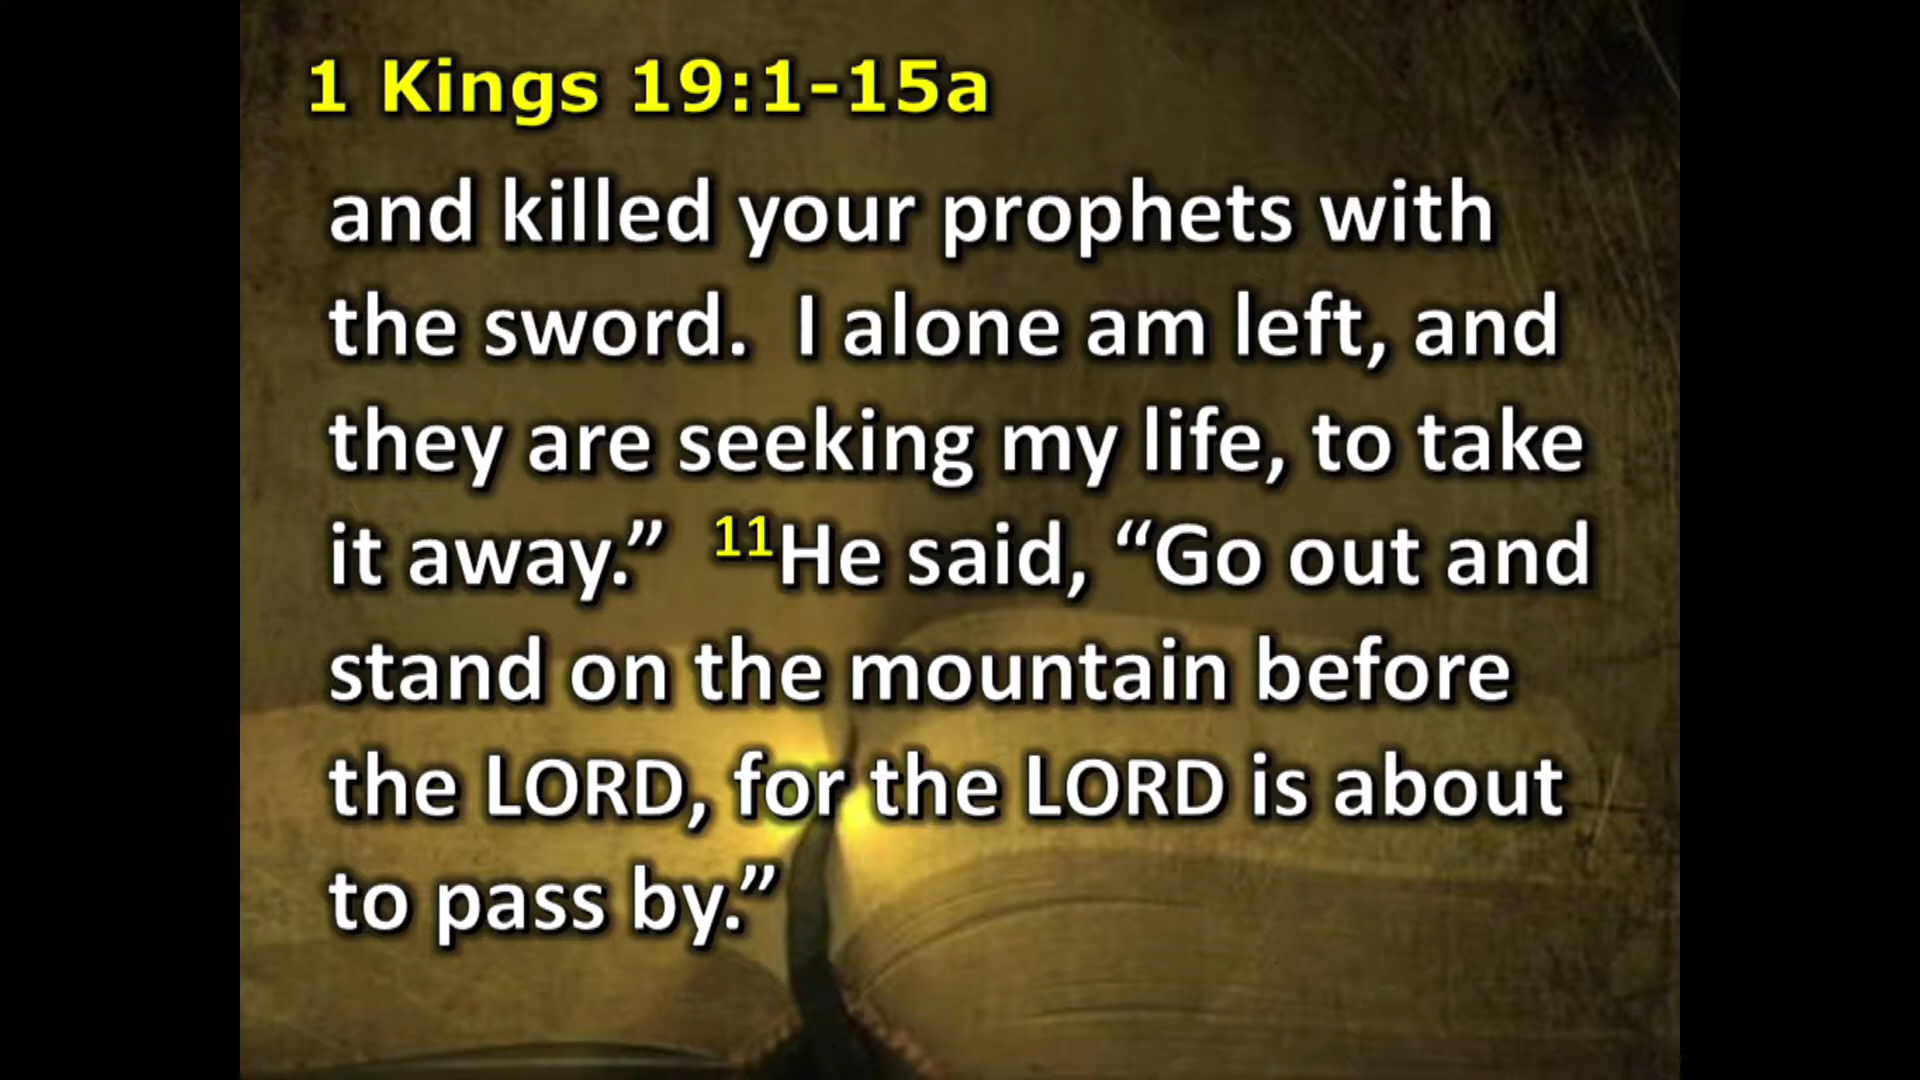 1 Kings 19:1-15a
and killed your prophets with
the sword.  I alone am left, and
they are seeking my life, to take
it away.”  11He said, “Go out and
stand on the mountain before
the LORD, for the LORD is about
to pass by.”